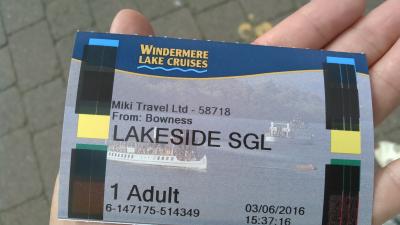 WINDERMERE
LAKE CRUISES
Miki Travel Ltd - 58718
From: Bowness
LAKESIDE SGL
1 Adult
6-147175-514349
03/06/2016
15:37:16